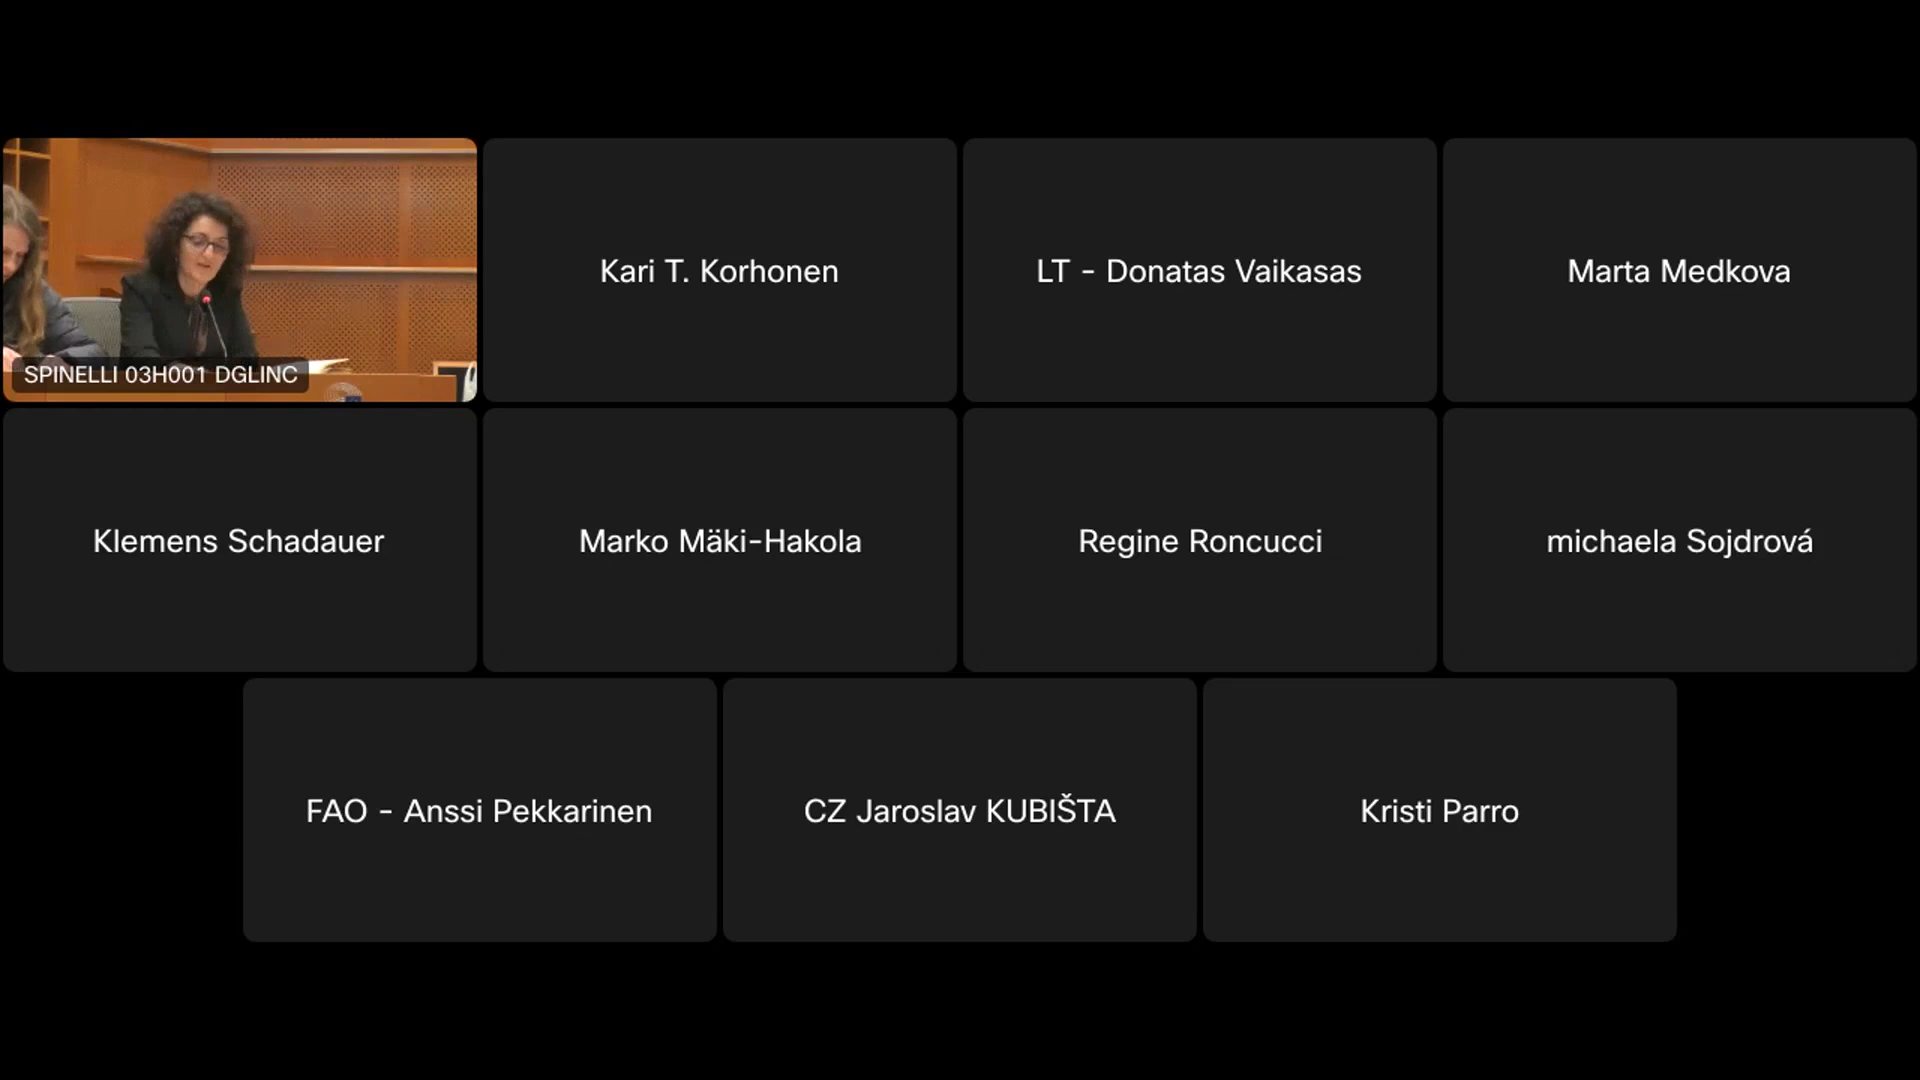 SPINELLI 03H001 DGLINC
Kari T. Korhonen
LT - Donatas Vaikasas
Marta Medkova
Klemens Schadauer
Marko Mäki-Hakola
Regine Roncucci
michaela Sojdrová
FAO - Anssi Pekkarinen
CZ Jaroslav KUBIŠTA
Kristi Parro